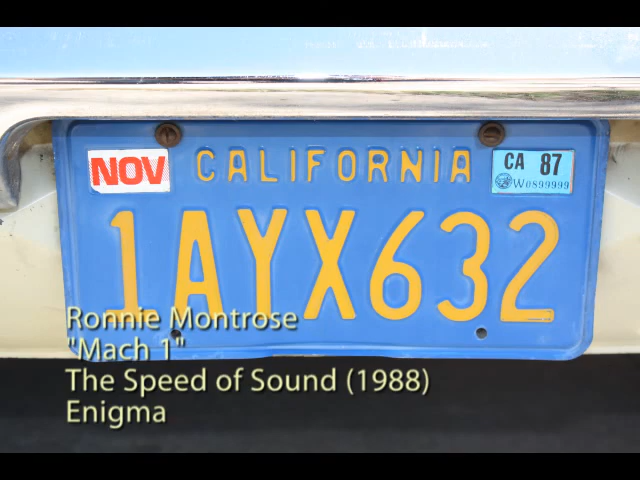 NOV CALIFORNIA CA 87
W0899999
1AYX632
Ronnie Montrose
"Mach 1"
The Speed of Sound (1988)
Enigma